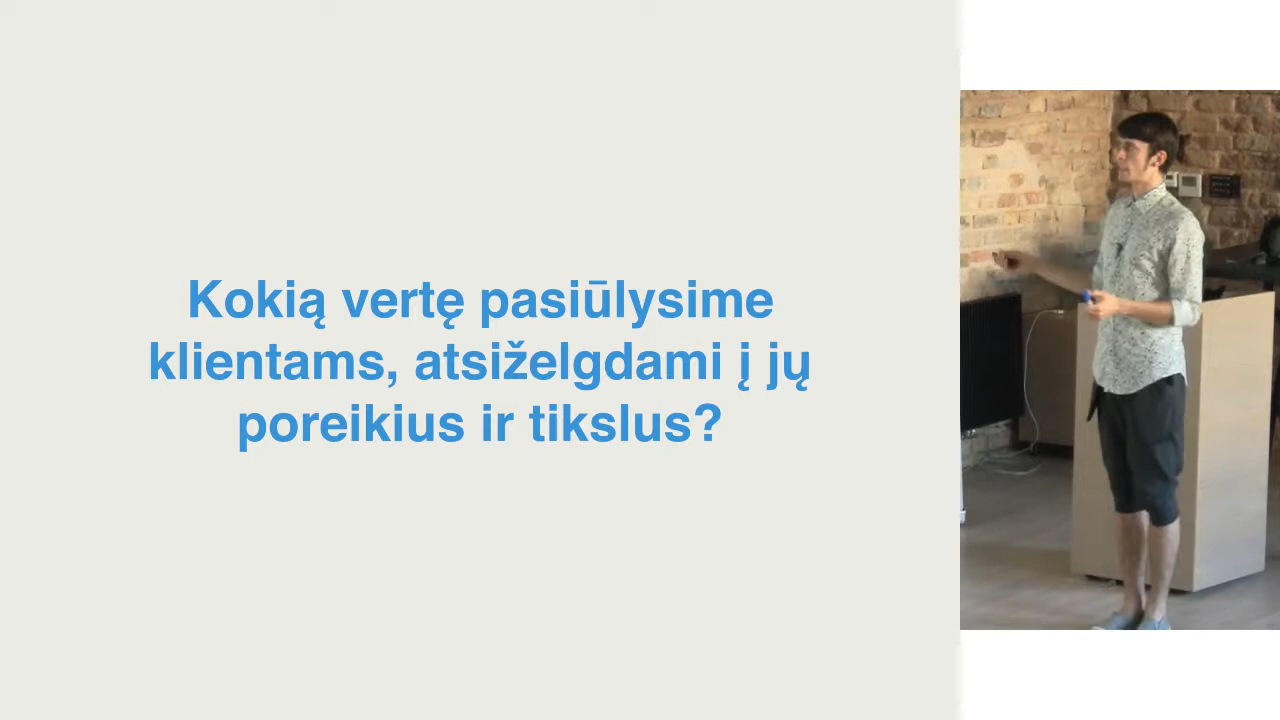 Kokią vertę pasiūlysime
klientams, atsiželgdami į jų
poreikius ir tikslus?